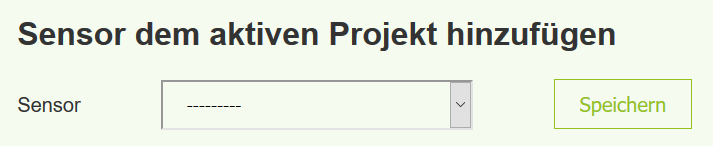 Sensor dem aktiven Projekt hinzufügen
Sensor --------- Speichern